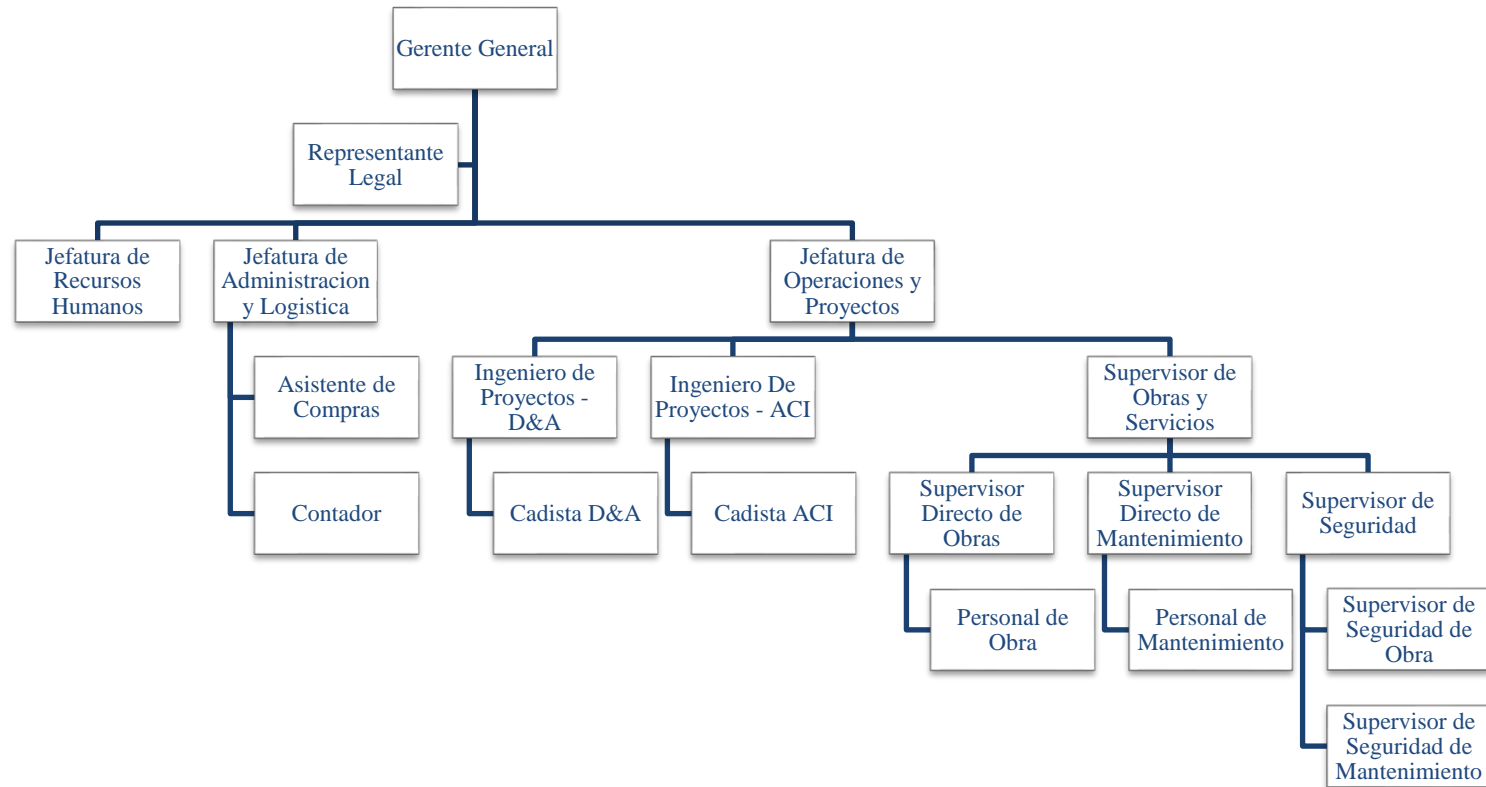 Gerente General
Representante
Legal
Jefatura de
Recursos
Humanos
Jefatura de
Administracion
y Logistica
Jefatura de
Operaciones y
Proyectos
Asistente de
Compras
Contador
Ingeniero de
Proyectos -
D&A
Cadista D&A
Ingeniero De
Proyectos - ACI
Cadista ACI
Supervisor de
Obras y
Servicios
Supervisor
Directo de
Obras
Personal de
Obra
Supervisor
Directo de
Mantenimiento
Personal de
Mantenimiento
Supervisor de
Seguridad
Supervisor de
Seguridad de
Obra
Supervisor de
Seguridad de
Mantenimiento